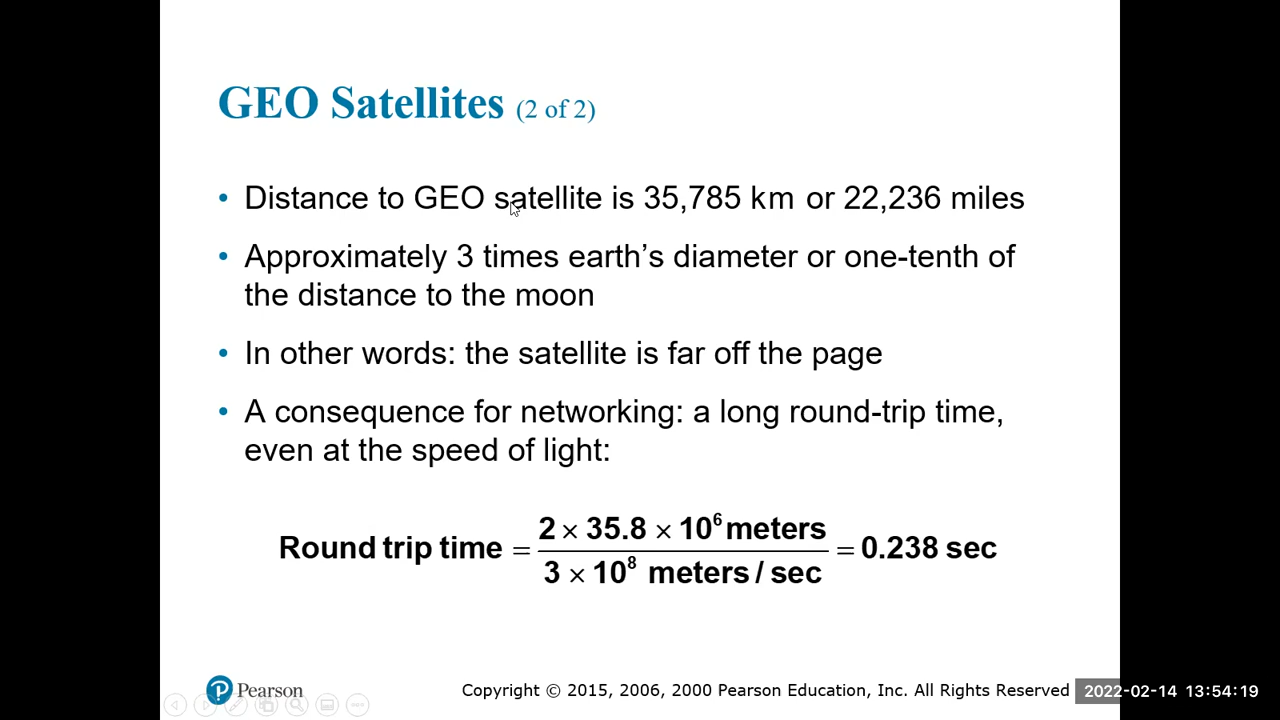 GEO Satellites (2 of 2)
• Distance to GEO satellite is 35,785 km or 22,236 miles
• Approximately 3 times earth’s diameter or one-tenth of
the distance to the moon
• In other words: the satellite is far off the page
• A consequence for networking: a long round-trip time,
even at the speed of light:
Round trip time = (2 × 35.8 × 10⁶ meters) / (3 × 10⁸ meters / sec) = 0.238 sec
P Pearson
Copyright © 2015, 2006, 2000 Pearson Education, Inc. All Rights Reserved
2022-02-14 13:54:19